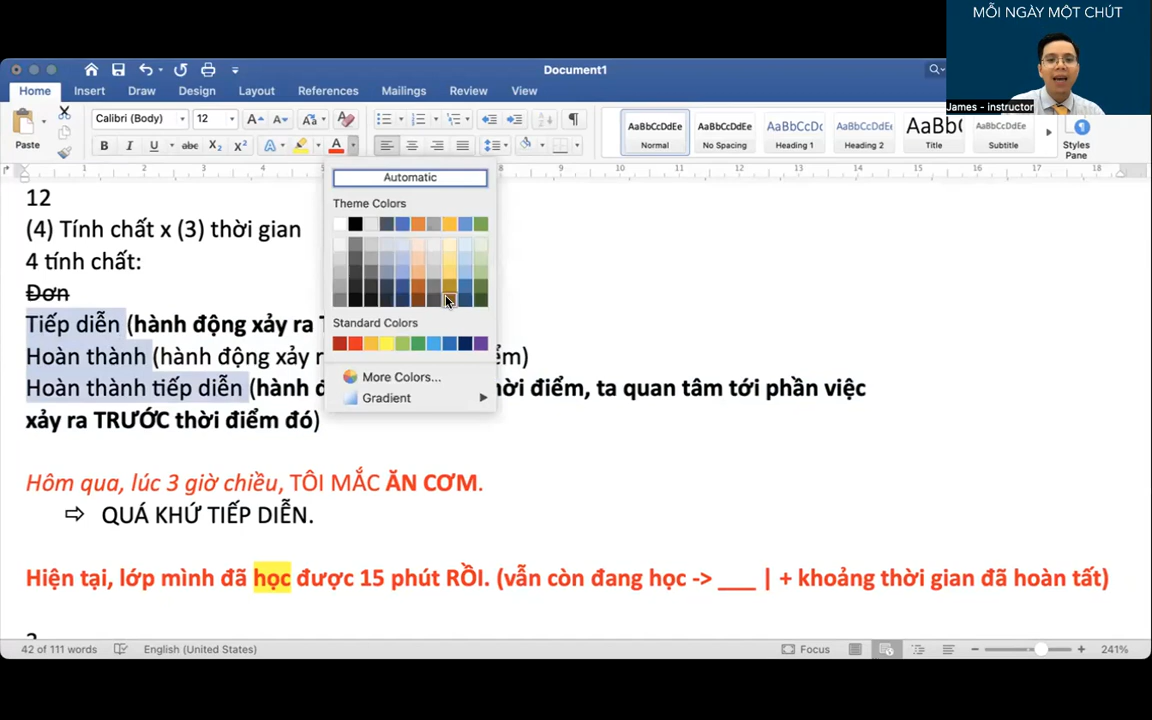 MỖI NGÀY MỘT CHÚT
James - instructor
Document1
Home Insert Draw Design Layout References Mailings Review View
Paste
Calibri (Body) 12
A Aa
B I U abc X₂ X² A A
AaBbCcDdEe AaBbCcDdEe AaBbCcDc AaBbCcDdEe AaBbCcD AaBbCcDdEe
Normal No Spacing Heading 1 Heading 2 Title Subtitle
Styles Pane
Automatic
Theme Colors
Standard Colors
More Colors...
Gradient
12
(4) Tính chất x (3) thời gian
4 tính chất:
Đơn
Tiếp diễn (hành động xảy ra
Hoàn thành (hành động xảy
Hoàn thành tiếp diễn (hành thời điểm, ta quan tâm tới phần việc
xảy ra TRƯỚC thời điểm đó)
Hôm qua, lúc 3 giờ chiều, TÔI MẮC ĂN CƠM.
⇨ QUÁ KHỨ TIẾP DIỄN.
Hiện tại, lớp mình đã học được 15 phút RỒI. (vẫn còn đang học -> ___ | + khoảng thời gian đã hoàn tất)
42 of 111 words English (United States) Focus 241%